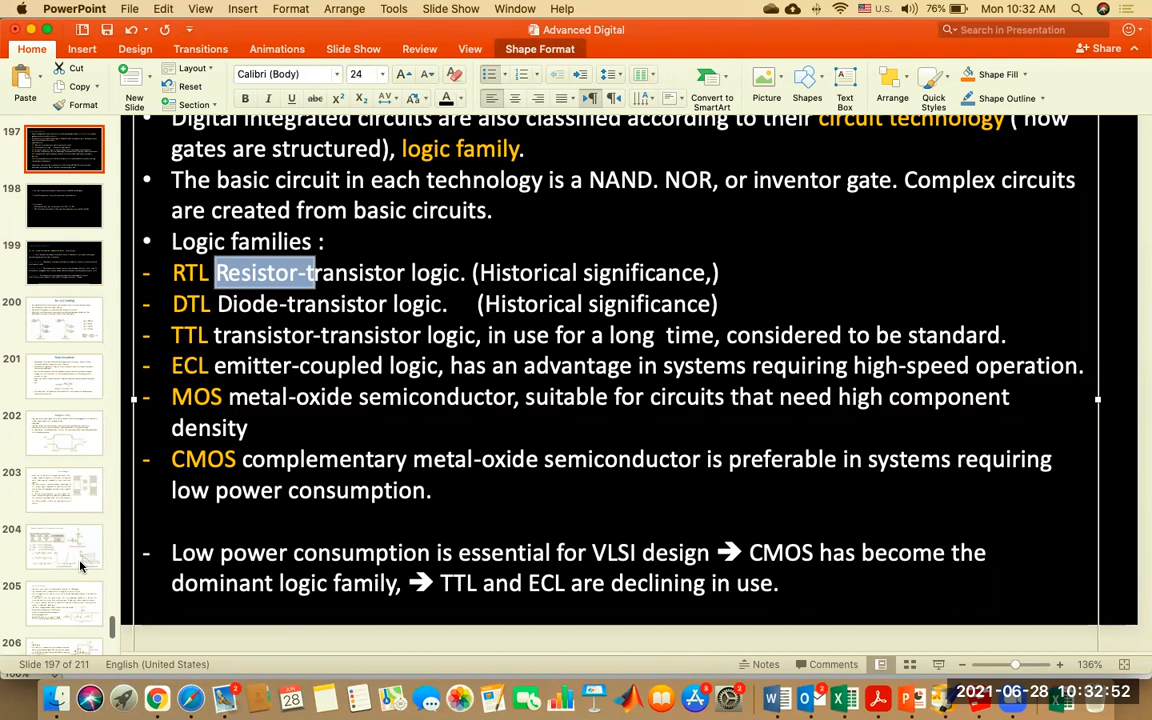 PowerPoint File Edit View Insert Format Arrange Tools Slide Show Window Help U.S. 76% Mon 10:32 AM
Advanced Digital Search in Presentation
Home Insert Design Transitions Animations Slide Show Review View Shape Format Share
Paste Cut Copy Format New Slide Layout Reset Section Calibri (Body) 24 Convert to SmartArt Picture Shapes Text Box Arrange Quick Styles Shape Fill Shape Outline
197
198
199
200
201
202
203
204
205
206
Digital integrated circuits are also classified according to their circuit technology ( how
gates are structured), logic family.
• The basic circuit in each technology is a NAND. NOR, or inventor gate. Complex circuits
are created from basic circuits.
• Logic families :
- RTL Resistor-transistor logic. (Historical significance,)
- DTL Diode-transistor logic. (Historical significance)
- TTL transistor-transistor logic, in use for a long time, considered to be standard.
- ECL emitter-coupled logic, has an advantage in systems requiring high-speed operation.
- MOS metal-oxide semiconductor, suitable for circuits that need high component
density
- CMOS complementary metal-oxide semiconductor is preferable in systems requiring
low power consumption.
- Low power consumption is essential for VLSI design ➔ CMOS has become the
dominant logic family, ➔ TTL and ECL are declining in use.
Slide 197 of 211 English (United States) Notes Comments 136%
JUN 28
2021-06-28 10:32:52